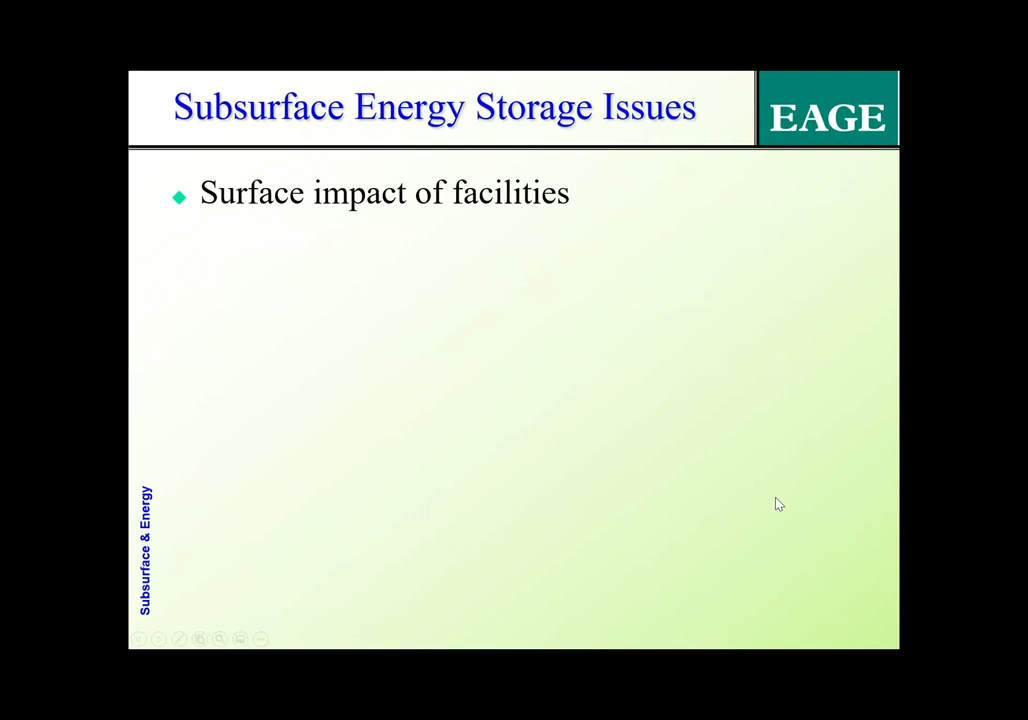 Subsurface Energy Storage Issues
EAGE
Surface impact of facilities
Subsurface & Energy